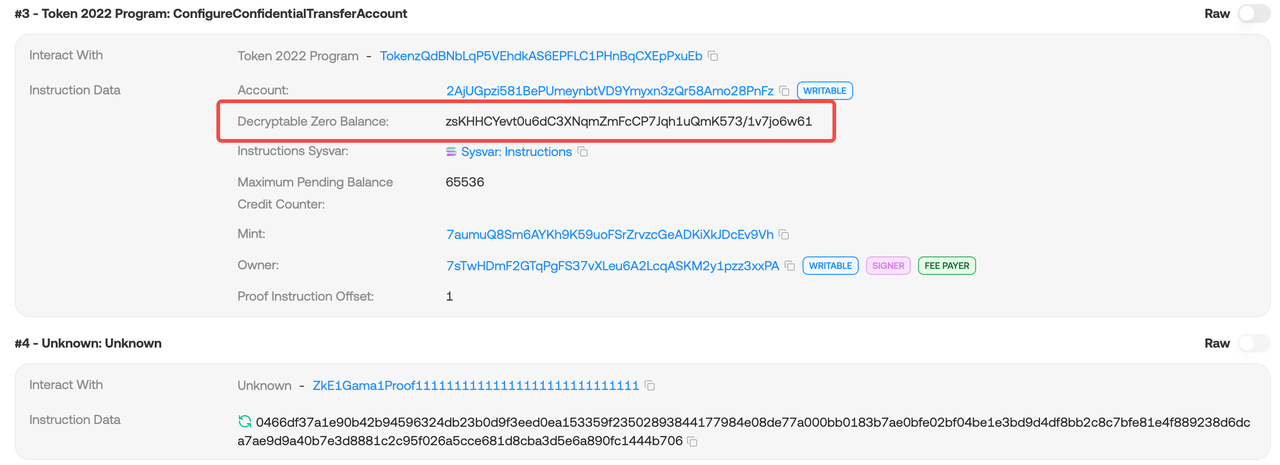 #3 - Token 2022 Program: ConfigureConfidentialTransferAccount Raw
Interact With Token 2022 Program - TokenzQdBNbLqP5VEhdkAS6EPFLC1PHnBqCXEpPxuEb
Instruction Data Account: 2AjUGpzi581BePUmeynbtVD9Ymyxn3zQr58Amo28PnFz WRITABLE
Decryptable Zero Balance: zsKHHCYevt0u6dC3XNqmZmFcCP7Jqh1uQmK573/1v7jo6w61
Instructions Sysvar: Sysvar: Instructions
Maximum Pending Balance 65536
Credit Counter:
Mint: 7aumuQ8Sm6AYKh9K59uoFSrZrvzcGeADKiXkJDcEv9Vh
Owner: 7sTwHDmF2GTqPgFS37vXLeu6A2LcqASKM2y1pzz3xxPA WRITABLE SIGNER FEE PAYER
Proof Instruction Offset: 1
#4 - Unknown: Unknown Raw
Interact With Unknown - ZkE1Gama1Proof11111111111111111111111111111
Instruction Data 0466df37a1e90b42b94596324db23b0d9f3eed0ea153359f23502893844177984e08de77a000bb0183b7ae0bfe02bf04be1e3bd9d4df8bb2c8c7bfe81e4f889238d6dc
a7ae9d9a40b7e3d8881c2c95f026a5cce681d8cba3d5e6a890fc1444b706